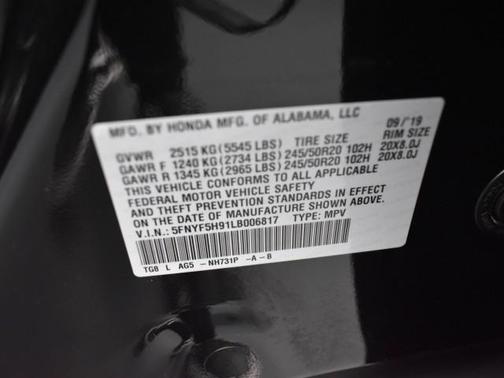 MFD. BY HONDA MFG. OF ALABAMA, LLC 09/'19
GVWR 2515 KG (5545 LBS) TIRE SIZE RIM SIZE
GAWR F 1240 KG (2734 LBS) 245/50R20 102H 20X8.0J
GAWR R 1345 KG (2965 LBS) 245/50R20 102H 20X8.0J
THIS VEHICLE CONFORMS TO ALL APPLICABLE
FEDERAL MOTOR VEHICLE SAFETY
AND THEFT PREVENTION STANDARDS IN EFFECT
ON THE DATE OF MANUFACTURE SHOWN ABOVE.
V.I.N.: 5FNYF5H91LB006817 TYPE: MPV
TG8 L AG5 -NH731P -A -B